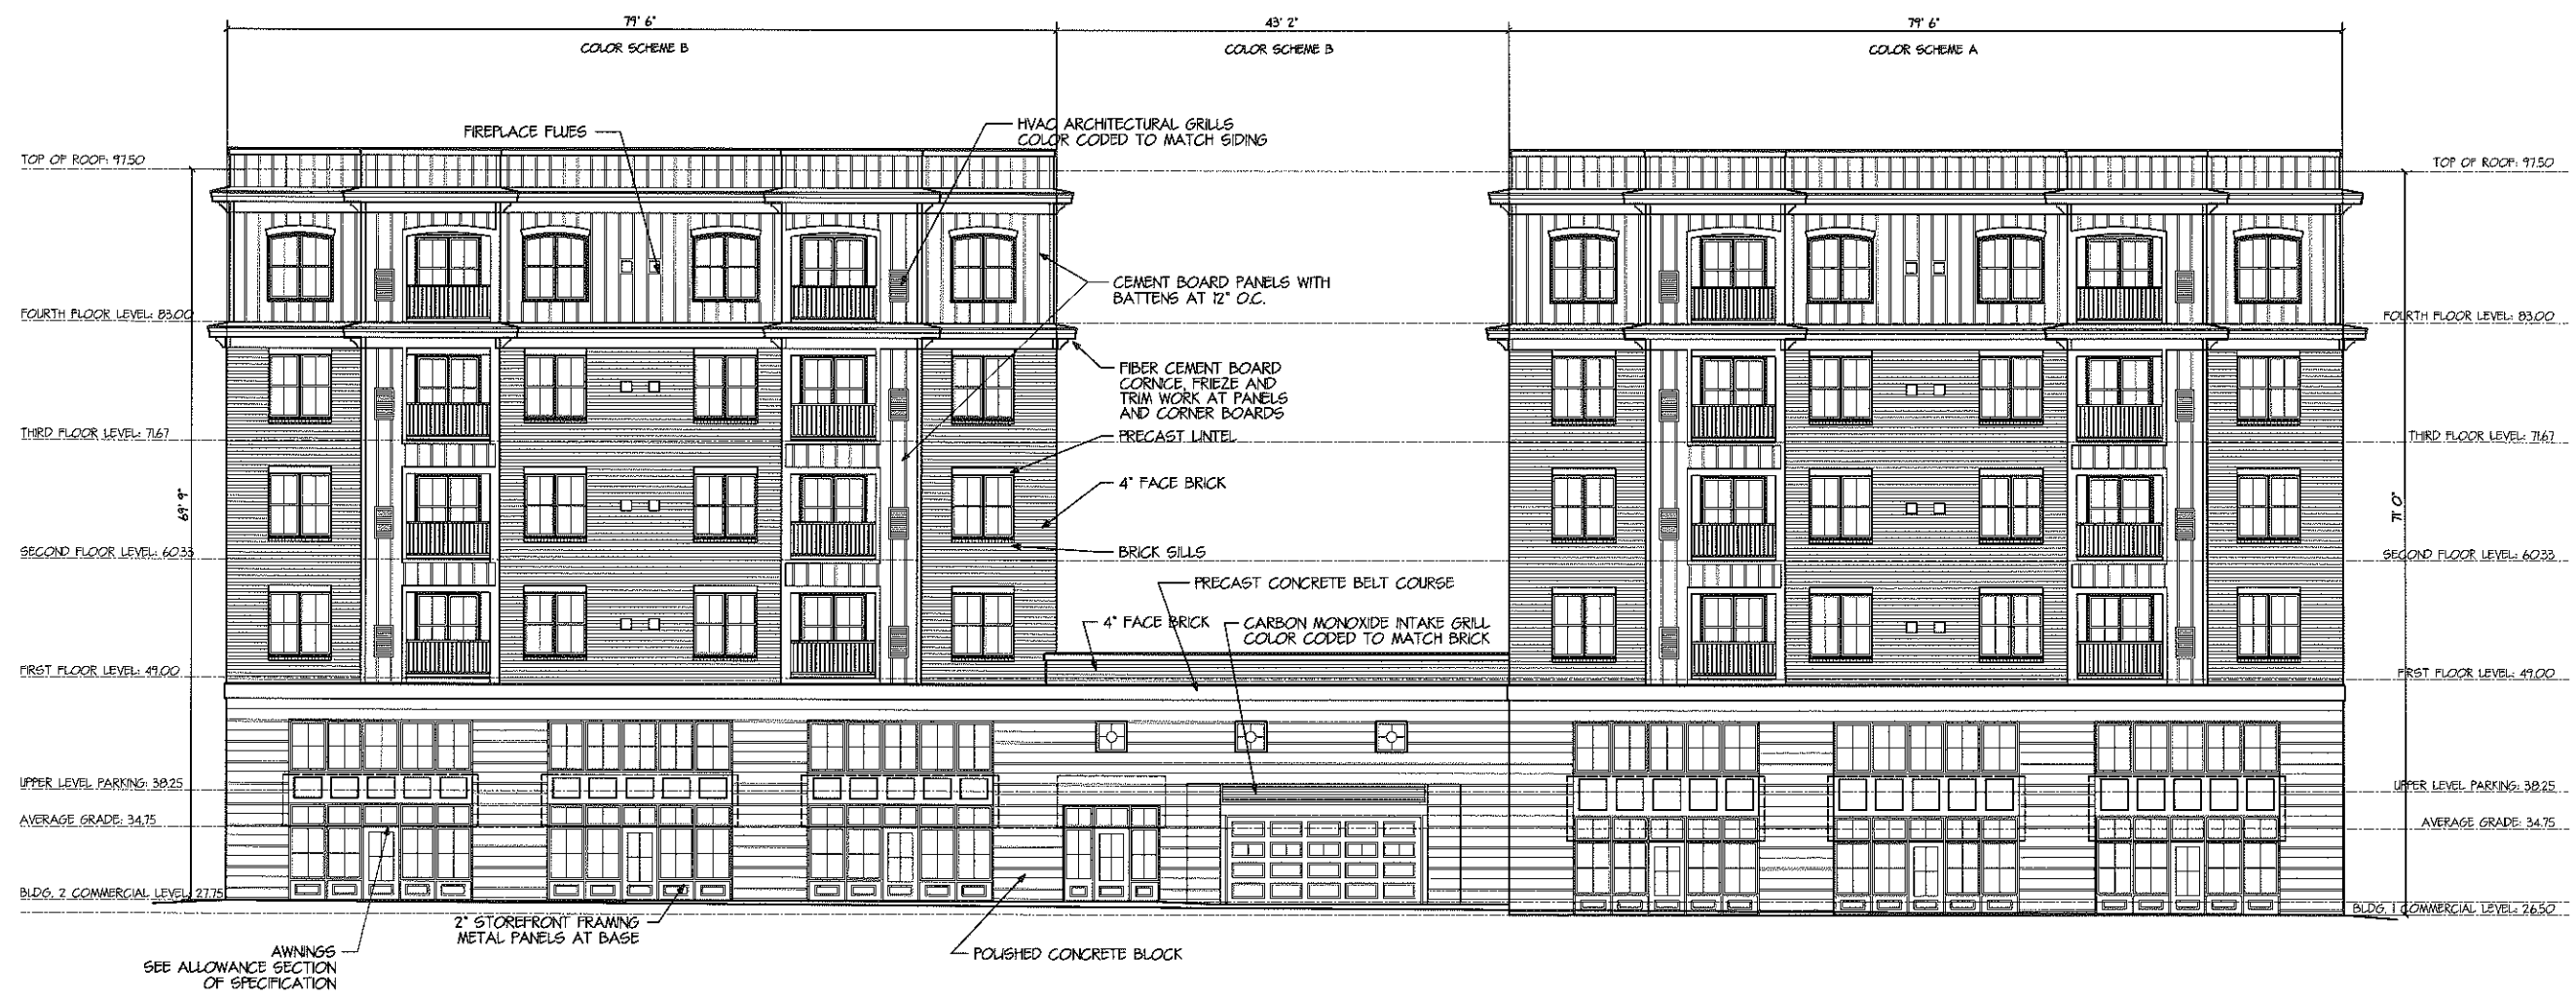 79' 6"
43' 2"
79' 6"
COLOR SCHEME B
COLOR SCHEME B
COLOR SCHEME A
FIREPLACE FLUES
HVAC ARCHITECTURAL GRILLS
COLOR CODED TO MATCH SIDING
TOP OF ROOF: 97.50
TOP OF ROOF: 97.50
CEMENT BOARD PANELS WITH
BATTENS AT 12" O.C.
FOURTH FLOOR LEVEL: 83.00
FOURTH FLOOR LEVEL: 83.00
FIBER CEMENT BOARD
CORNICE, FRIEZE AND
TRIM WORK AT PANELS
AND CORNER BOARDS
THIRD FLOOR LEVEL: 71.67
PRECAST LINTEL
THIRD FLOOR LEVEL: 71.67
4" FACE BRICK
69' 9"
71' 0"
SECOND FLOOR LEVEL: 60.33
BRICK SILLS
SECOND FLOOR LEVEL: 60.33
PRECAST CONCRETE BELT COURSE
4" FACE BRICK
CARBON MONOXIDE INTAKE GRILL
COLOR CODED TO MATCH BRICK
FIRST FLOOR LEVEL: 49.00
FIRST FLOOR LEVEL: 49.00
UPPER LEVEL PARKING: 38.25
UPPER LEVEL PARKING: 38.25
AVERAGE GRADE: 34.75
AVERAGE GRADE: 34.75
BLDG. 2 COMMERCIAL LEVEL: 27.75
BLDG. 1 COMMERCIAL LEVEL: 26.50
2" STOREFRONT FRAMING
METAL PANELS AT BASE
AWNINGS
SEE ALLOWANCE SECTION
OF SPECIFICATION
POLISHED CONCRETE BLOCK